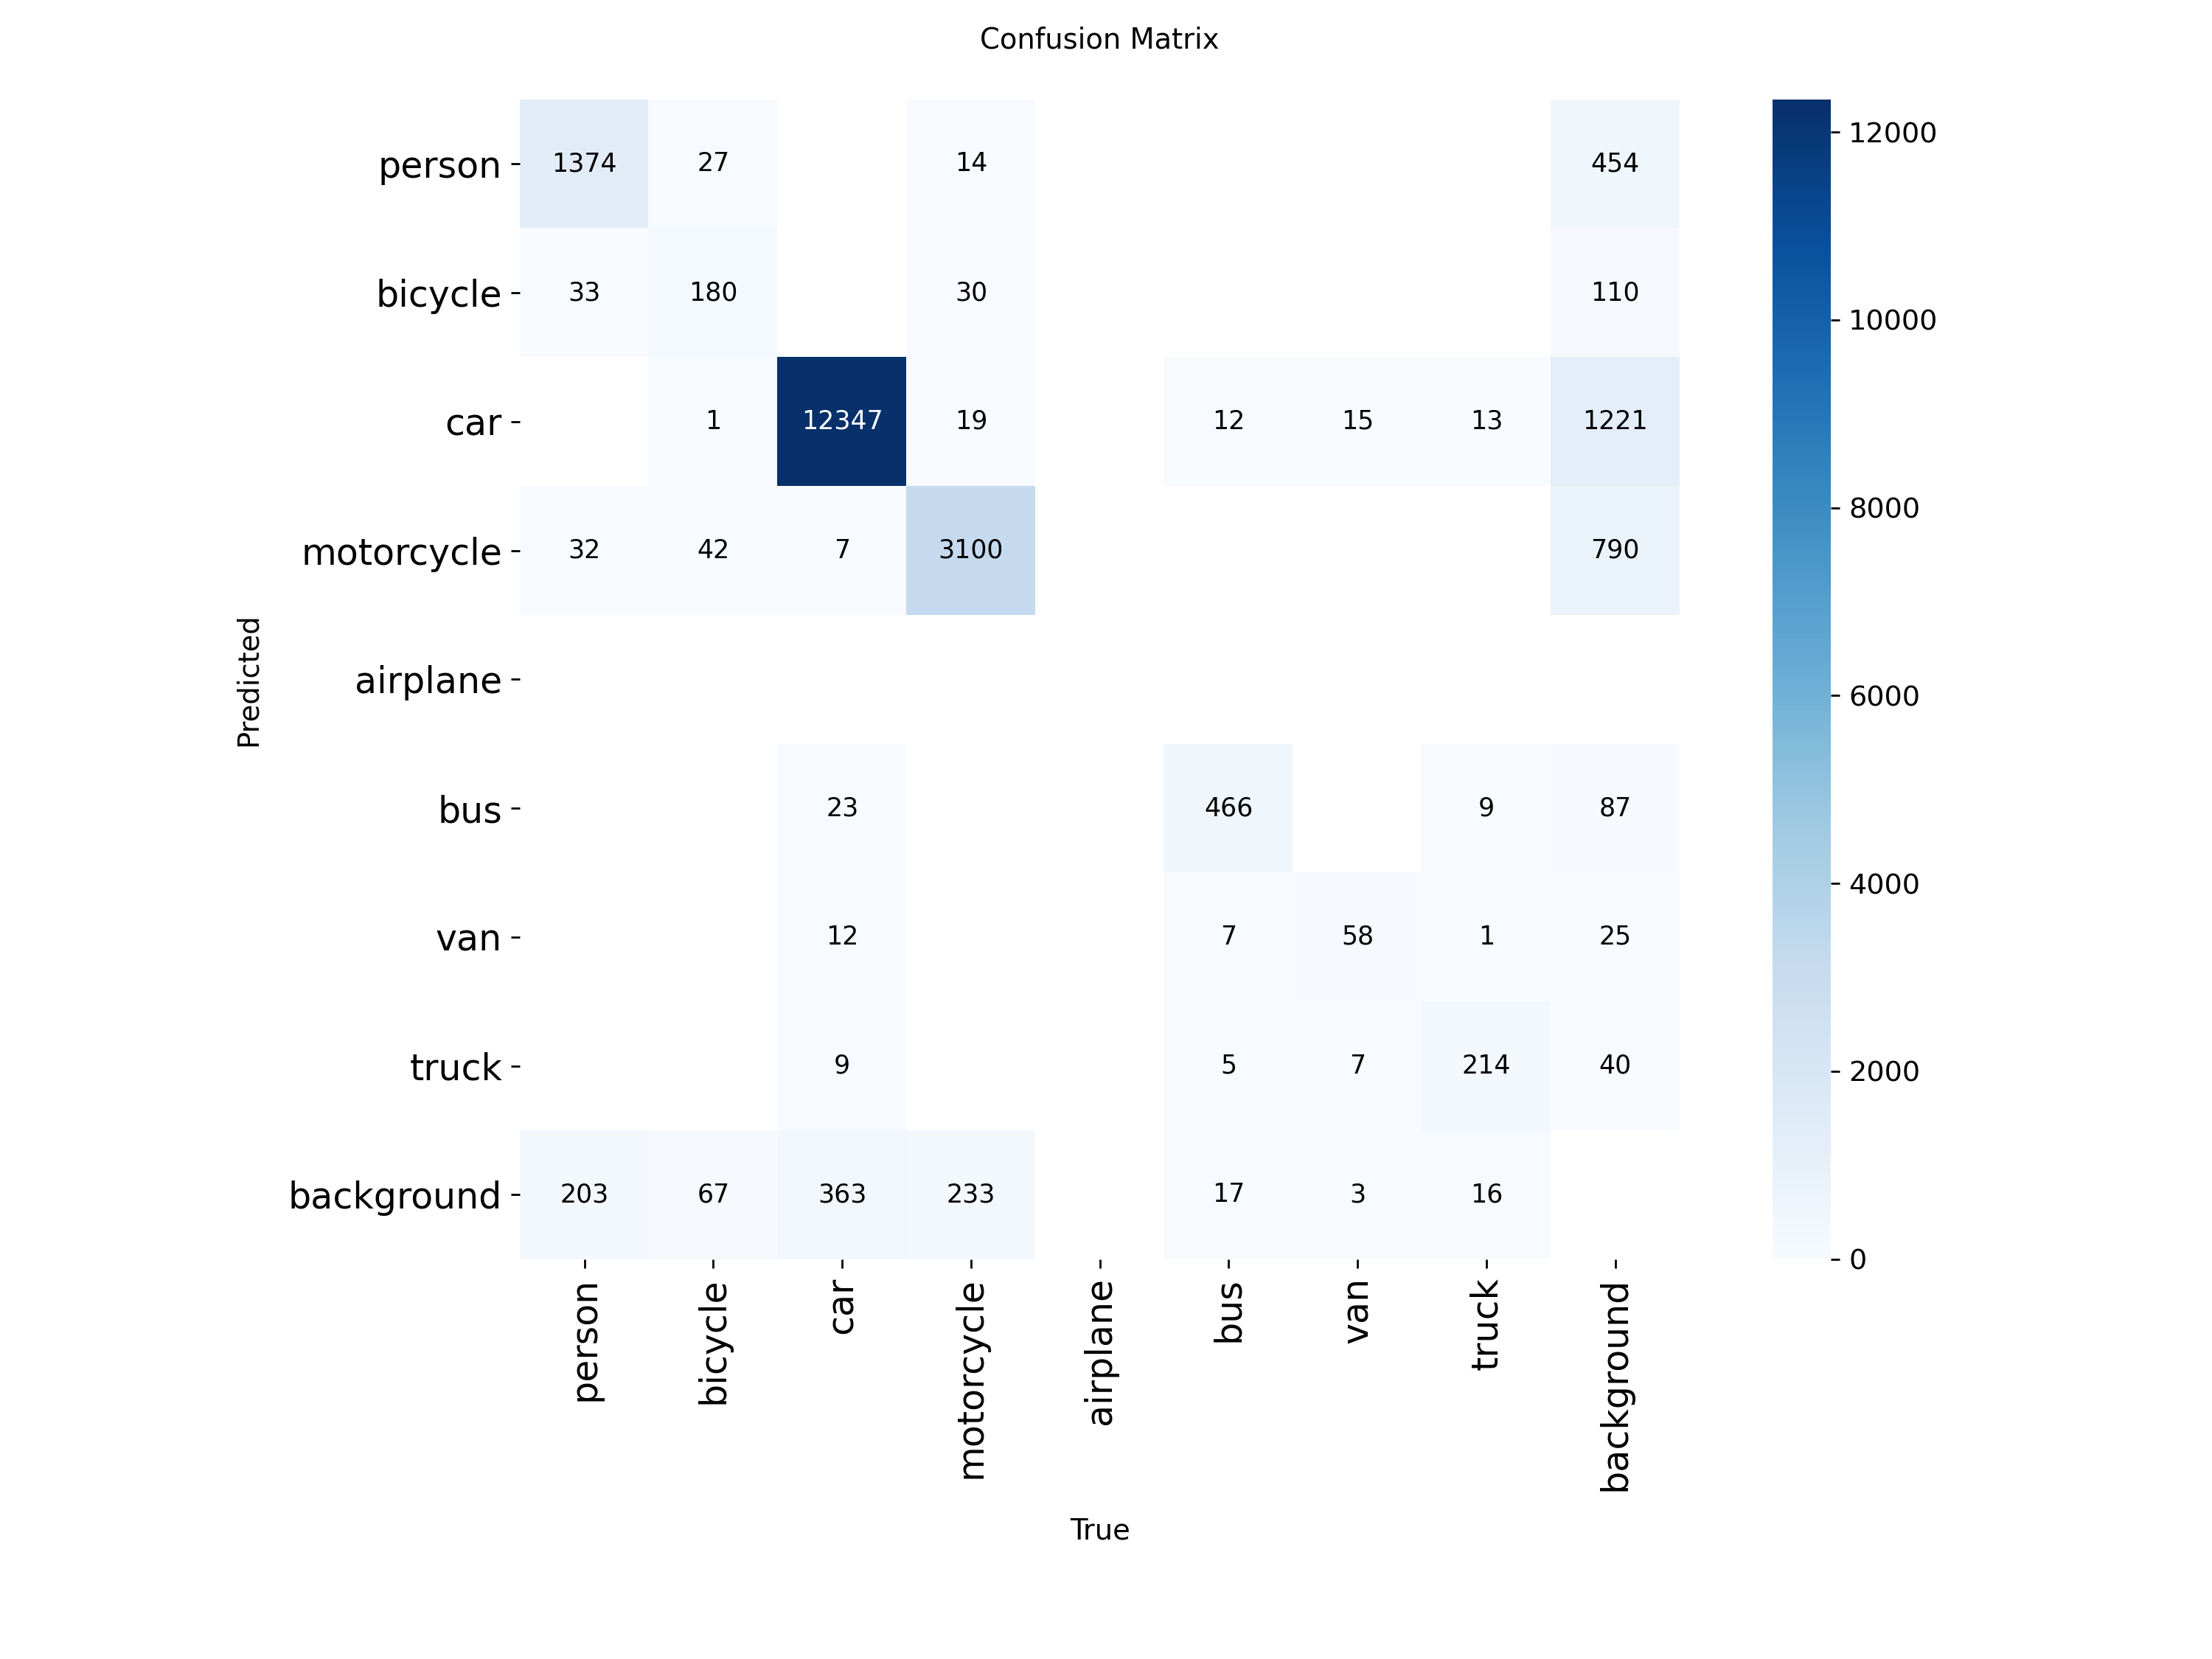 Confusion Matrix
person 1374 27 14 454
bicycle 33 180 30 110
car 1 12347 19 12 15 13 1221
motorcycle 32 42 7 3100 790
airplane
bus 23 466 9 87
van 12 7 58 1 25
truck 9 5 7 214 40
background 203 67 363 233 17 3 16
Predicted
person bicycle car motorcycle airplane bus van truck background
True
12000
10000
8000
6000
4000
2000
0